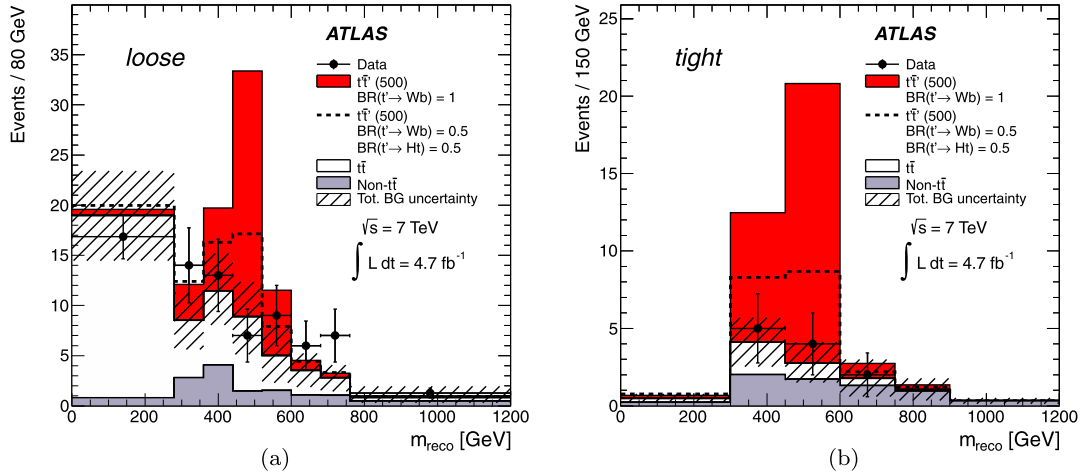 Events / 80 GeV
35
30
25
20
15
10
5
0
0
200
400
600
800
1000
1200
m_reco [GeV]
loose
ATLAS
Data
tt̄' (500)
BR(t'→ Wb) = 1
tt̄' (500)
BR(t'→ Wb) = 0.5
BR(t'→ Ht) = 0.5
tt̄
Non-tt̄
Tot. BG uncertainty
√s = 7 TeV
∫ L dt = 4.7 fb⁻¹
(a)
Events / 150 GeV
25
20
15
10
5
0
0
200
400
600
800
1000
1200
m_reco [GeV]
tight
ATLAS
Data
tt̄' (500)
BR(t'→ Wb) = 1
tt̄' (500)
BR(t'→ Wb) = 0.5
BR(t'→ Ht) = 0.5
tt̄
Non-tt̄
Tot. BG uncertainty
√s = 7 TeV
∫ L dt = 4.7 fb⁻¹
(b)